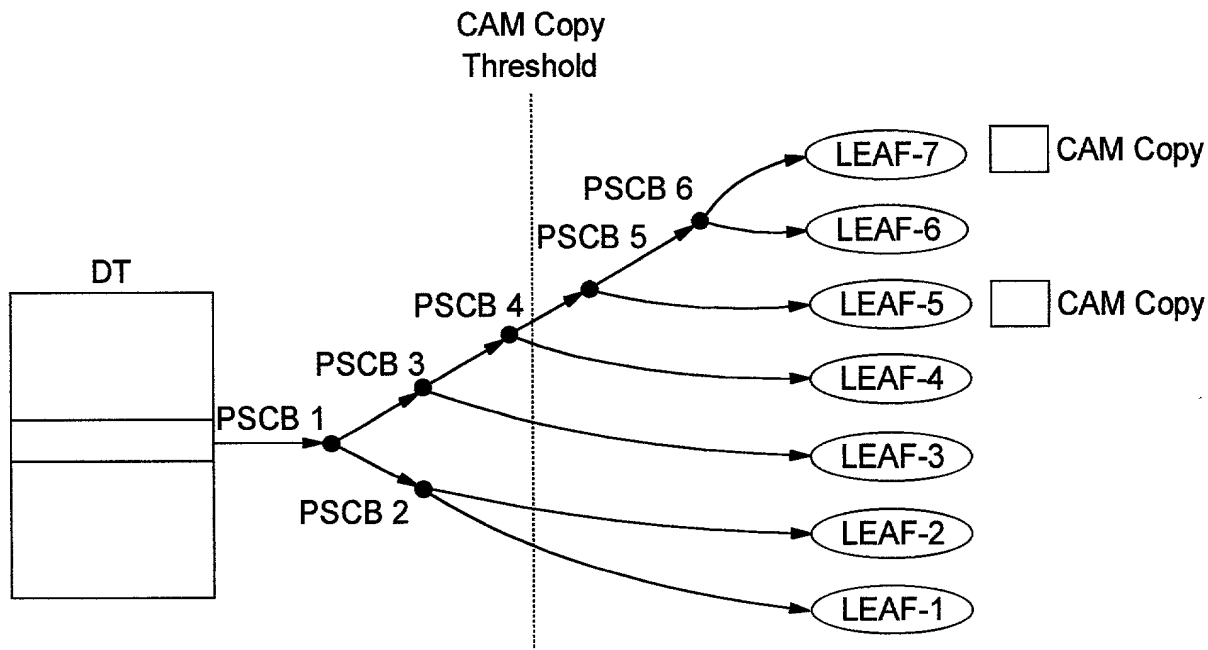 CAM Copy
Threshold
LEAF-7
CAM Copy
PSCB 6
LEAF-6
PSCB 5
DT
PSCB 4
LEAF-5
CAM Copy
PSCB 3
LEAF-4
PSCB 1
LEAF-3
PSCB 2
LEAF-2
LEAF-1